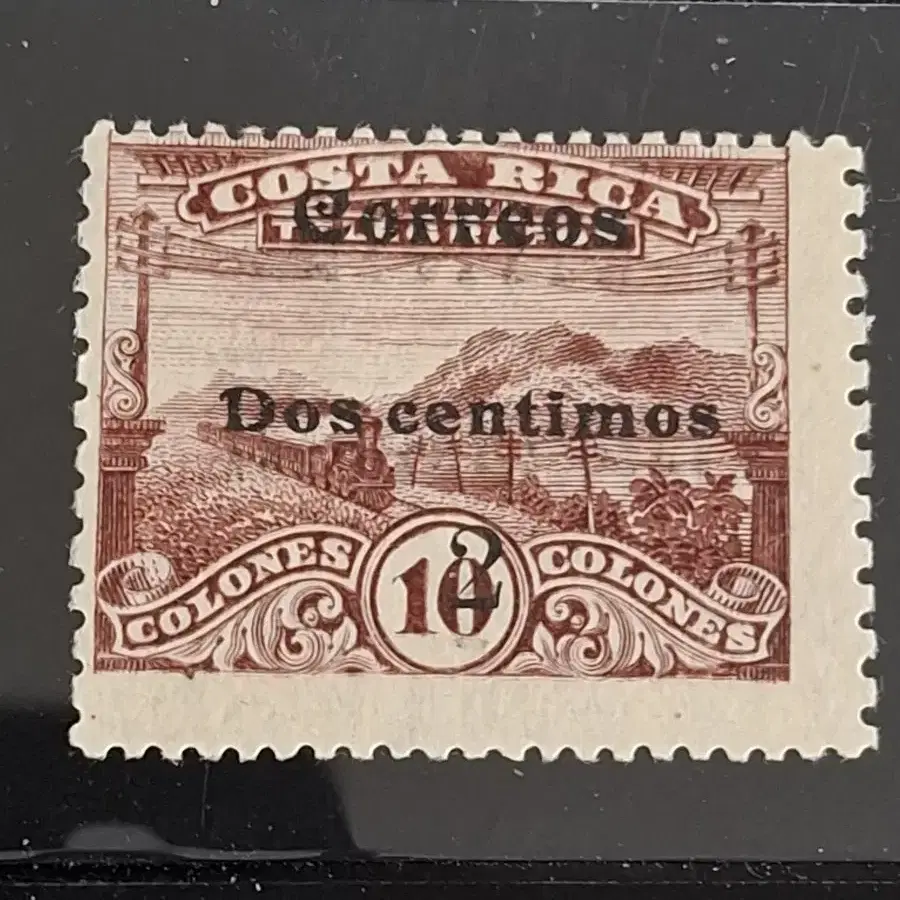 COSTA RICA
Correos
Dos centimos
COLONES 10 COLONES
2